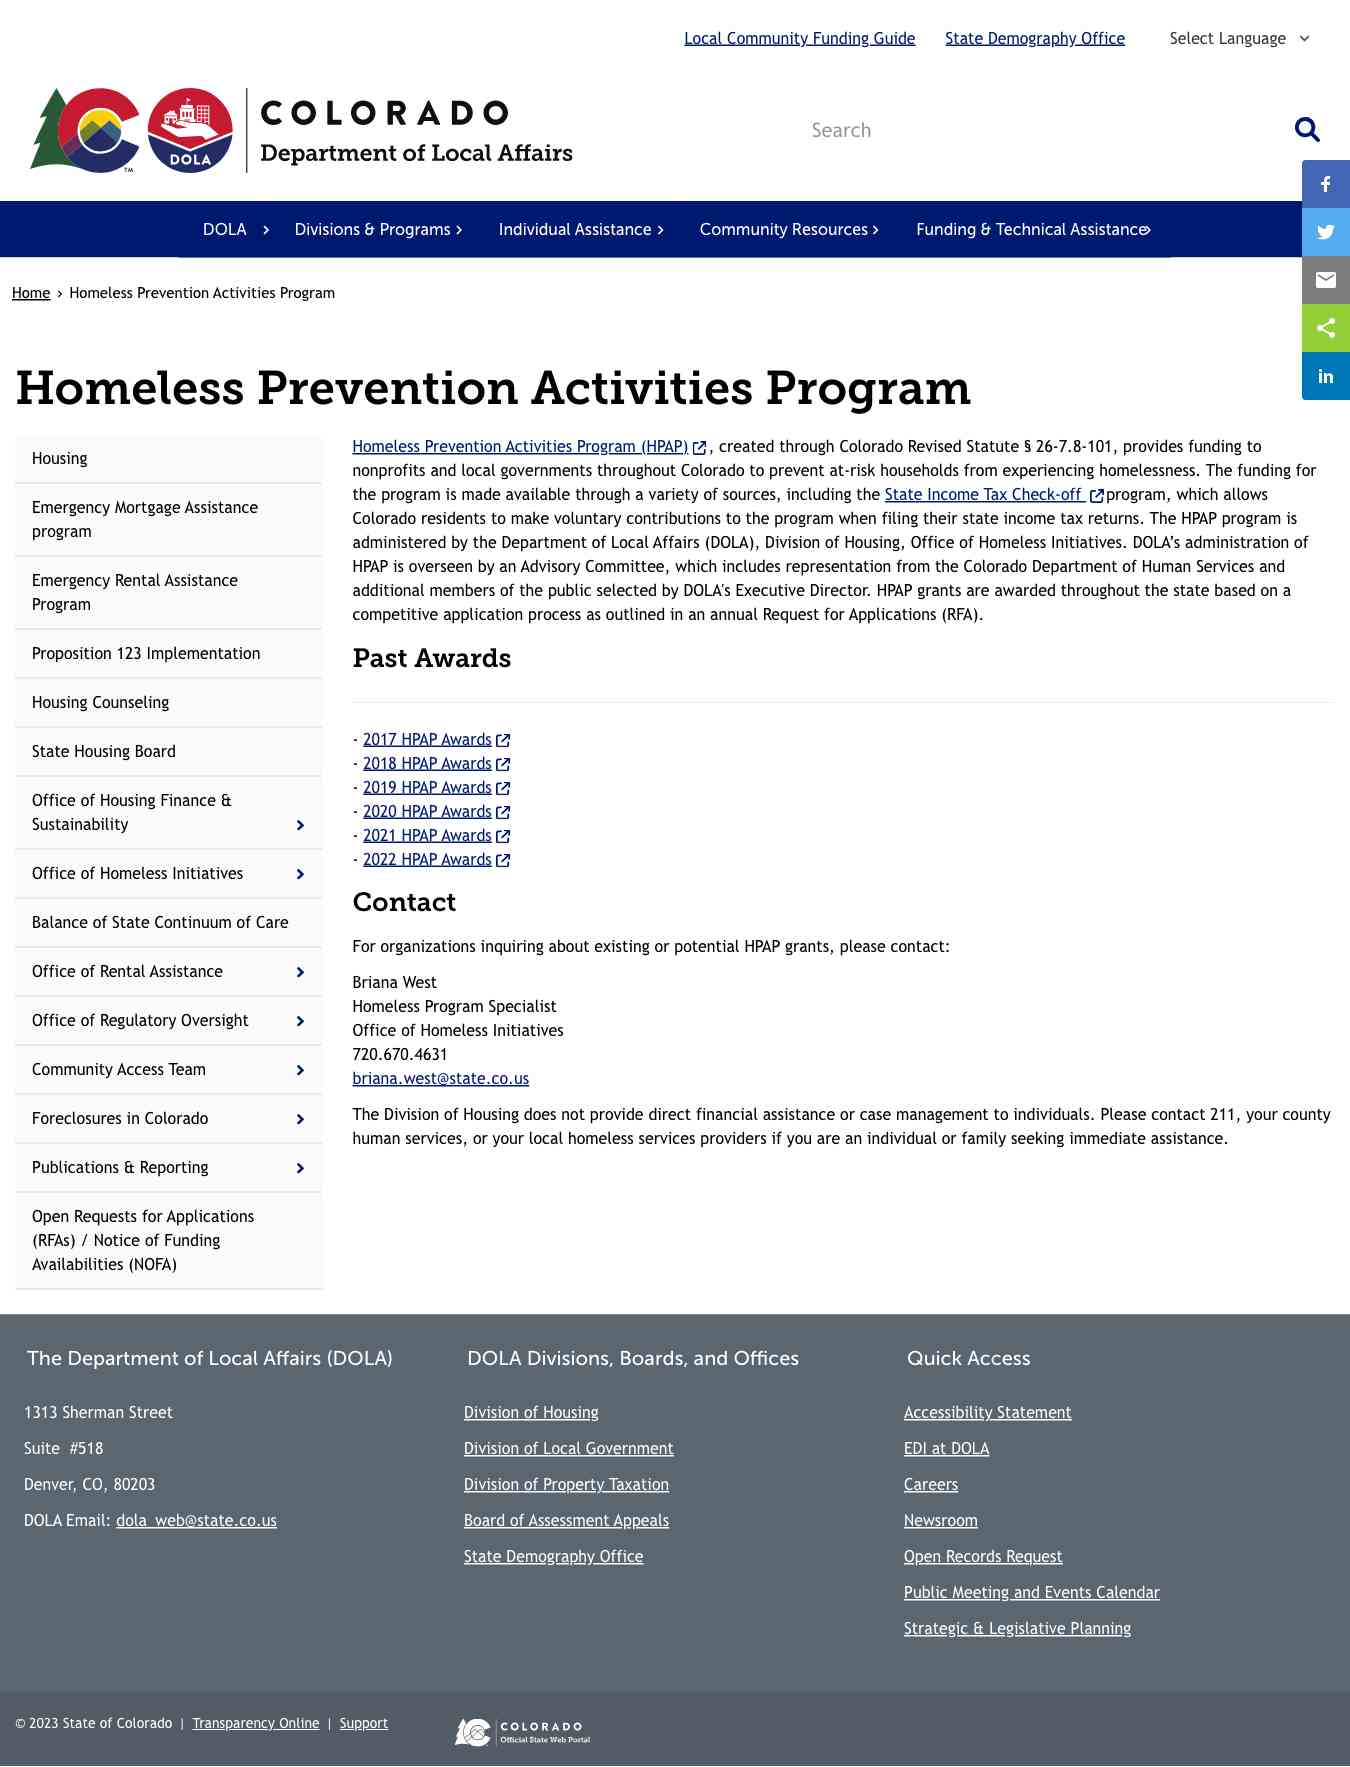 Local Community Funding Guide State Demography Office Select Language
COLORADO
Department of Local Affairs
DOLA
TM
Search
DOLA Divisions & Programs Individual Assistance Community Resources Funding & Technical Assistance
Home › Homeless Prevention Activities Program
Homeless Prevention Activities Program
Housing
Emergency Mortgage Assistance
program
Emergency Rental Assistance
Program
Proposition 123 Implementation
Housing Counseling
State Housing Board
Office of Housing Finance &
Sustainability
Office of Homeless Initiatives
Balance of State Continuum of Care
Office of Rental Assistance
Office of Regulatory Oversight
Community Access Team
Foreclosures in Colorado
Publications & Reporting
Open Requests for Applications
(RFAs) / Notice of Funding
Availabilities (NOFA)
Homeless Prevention Activities Program (HPAP) , created through Colorado Revised Statute § 26-7.8-101, provides funding to
nonprofits and local governments throughout Colorado to prevent at-risk households from experiencing homelessness. The funding for
the program is made available through a variety of sources, including the State Income Tax Check-off program, which allows
Colorado residents to make voluntary contributions to the program when filing their state income tax returns. The HPAP program is
administered by the Department of Local Affairs (DOLA), Division of Housing, Office of Homeless Initiatives. DOLA's administration of
HPAP is overseen by an Advisory Committee, which includes representation from the Colorado Department of Human Services and
additional members of the public selected by DOLA's Executive Director. HPAP grants are awarded throughout the state based on a
competitive application process as outlined in an annual Request for Applications (RFA).
Past Awards
- 2017 HPAP Awards
- 2018 HPAP Awards
- 2019 HPAP Awards
- 2020 HPAP Awards
- 2021 HPAP Awards
- 2022 HPAP Awards
Contact
For organizations inquiring about existing or potential HPAP grants, please contact:
Briana West
Homeless Program Specialist
Office of Homeless Initiatives
720.670.4631
briana.west@state.co.us
The Division of Housing does not provide direct financial assistance or case management to individuals. Please contact 211, your county
human services, or your local homeless services providers if you are an individual or family seeking immediate assistance.
The Department of Local Affairs (DOLA)
1313 Sherman Street
Suite #518
Denver, CO, 80203
DOLA Email: dola_web@state.co.us
DOLA Divisions, Boards, and Offices
Division of Housing
Division of Local Government
Division of Property Taxation
Board of Assessment Appeals
State Demography Office
Quick Access
Accessibility Statement
EDI at DOLA
Careers
Newsroom
Open Records Request
Public Meeting and Events Calendar
Strategic & Legislative Planning
© 2023 State of Colorado | Transparency Online | Support
COLORADO
Official State Web Portal